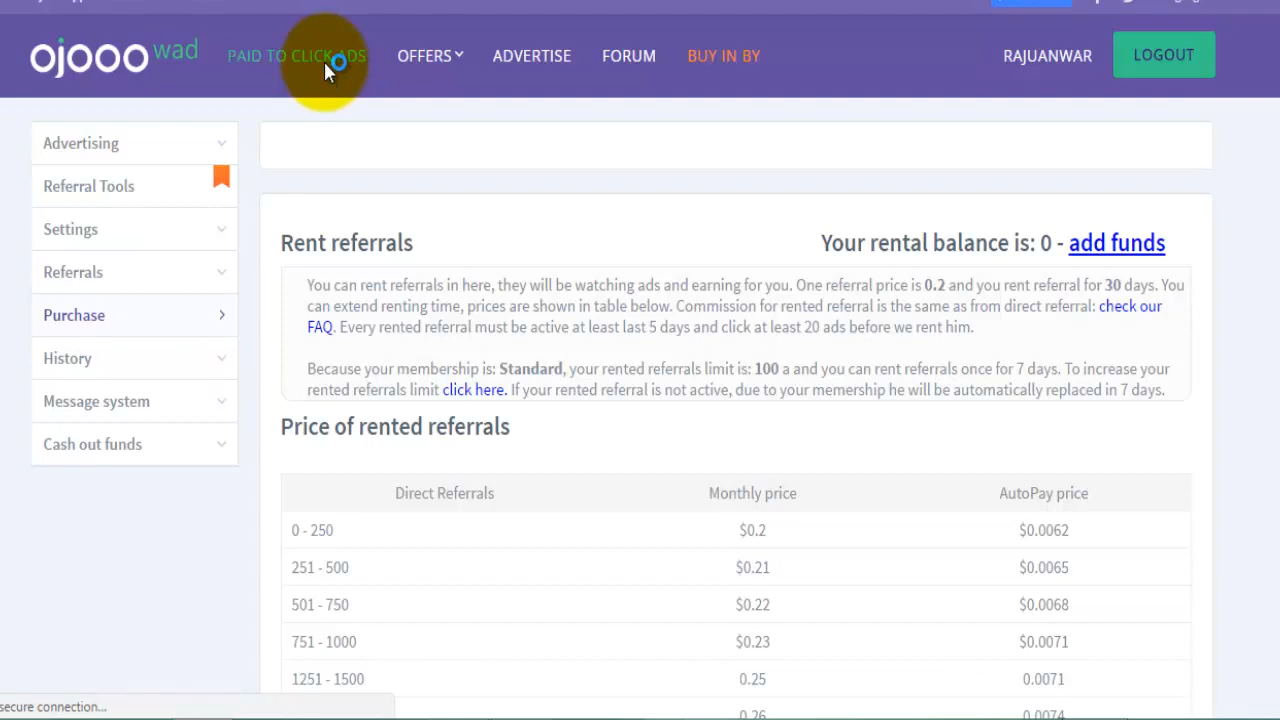 ojooo wad
PAID TO CLICK ADS
OFFERS
ADVERTISE
FORUM
BUY IN BY
RAJUANWAR
LOGOUT
Advertising
Referral Tools
Settings
Referrals
Purchase
History
Message system
Cash out funds
Rent referrals
Your rental balance is: 0 - add funds
You can rent referrals in here, they will be watching ads and earning for you. One referral price is 0.2 and you rent referral for 30 days. You
can extend renting time, prices are shown in table below. Commission for rented referral is the same as from direct referral: check our
FAQ. Every rented referral must be active at least last 5 days and click at least 20 ads before we rent him.
Because your membership is: Standard, your rented referrals limit is: 100 a and you can rent referrals once for 7 days. To increase your
rented referrals limit click here. If your rented referral is not active, due to your memership he will be automatically replaced in 7 days.
Price of rented referrals
Direct Referrals Monthly price AutoPay price
0 - 250 $0.2 $0.0062
251 - 500 $0.21 $0.0065
501 - 750 $0.22 $0.0068
751 - 1000 $0.23 $0.0071
1251 - 1500 0.25 0.0071
0.26 0.0074
secure connection...